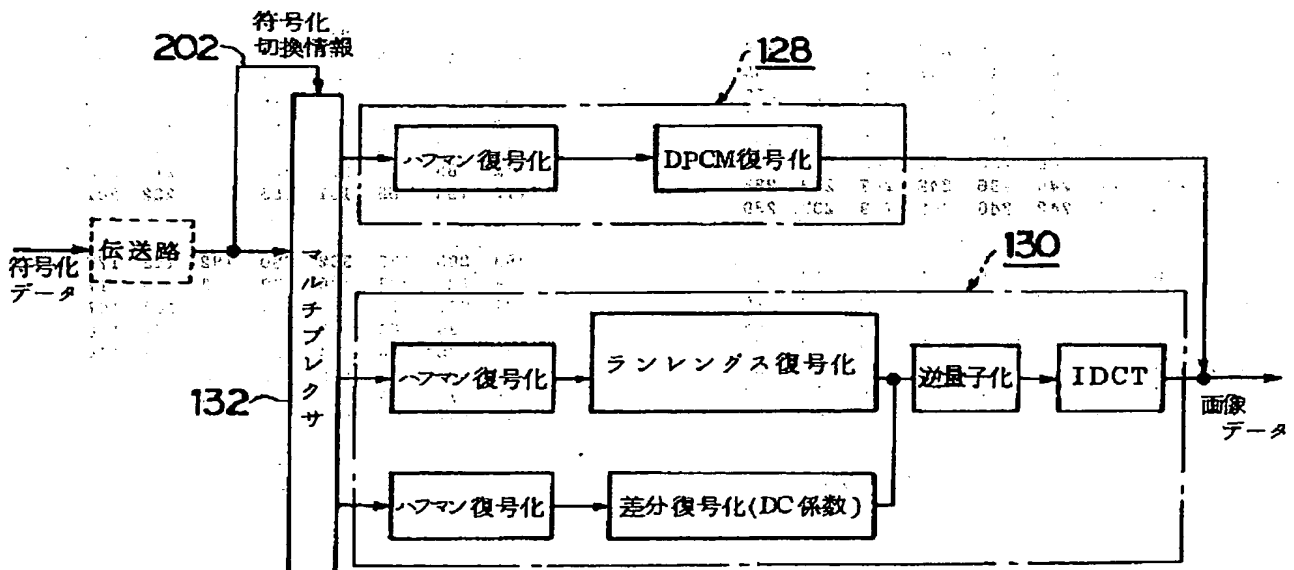 符号化
切換情報
202
128
ハフマン復号化
DPCM復号化
伝送路
符号化
データ
マルチプレクサ
130
ハフマン復号化
ランレングス復号化
逆量子化
IDCT
画像
データ
132
ハフマン復号化
差分復号化(DC係数)